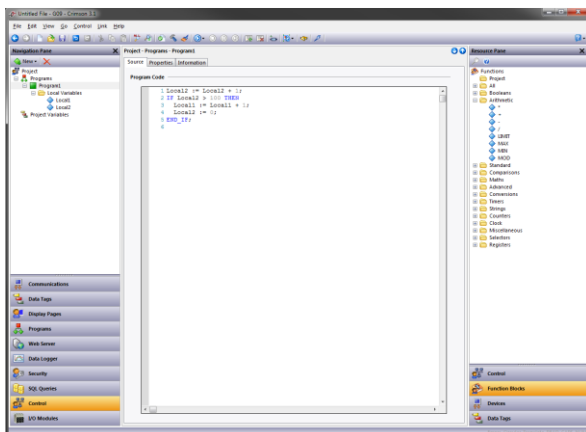 Untitled File - G09 - Crimson 3.1
File Edit View Go Control Link Help
Navigation Pane
New
Project
Programs
Program1
Local Variables
Local1
Local2
Project Variables
Communications
Data Tags
Display Pages
Programs
Web Server
Data Logger
Security
SQL Queries
Control
I/O Modules
Project - Programs - Program1
Source Properties Information
Program Code
1 Local2 := Local2 + 1;
2 IF Local2 > 100 THEN
3 Local1 := Local1 + 1;
4 Local2 := 0;
5 END_IF;
6
Resource Pane
Functions
Project
All
Booleans
Arithmetic
*
+
-
/
LIMIT
MAX
MIN
MOD
Standard
Comparisons
Maths
Advanced
Conversions
Timers
Strings
Counters
Clock
Miscellaneous
Selectors
Registers
Control
Function Blocks
Devices
Data Tags